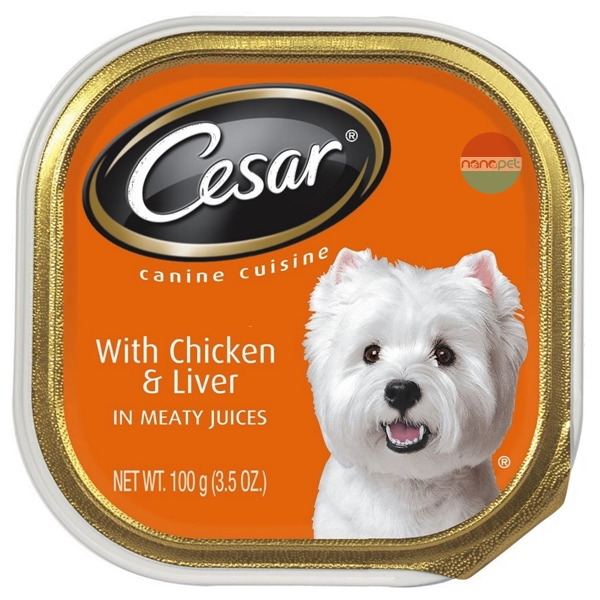 Cesar®
canine cuisine
nanopet
With Chicken
& Liver
IN MEATY JUICES
NET WT. 100 g (3.5 OZ.)
®